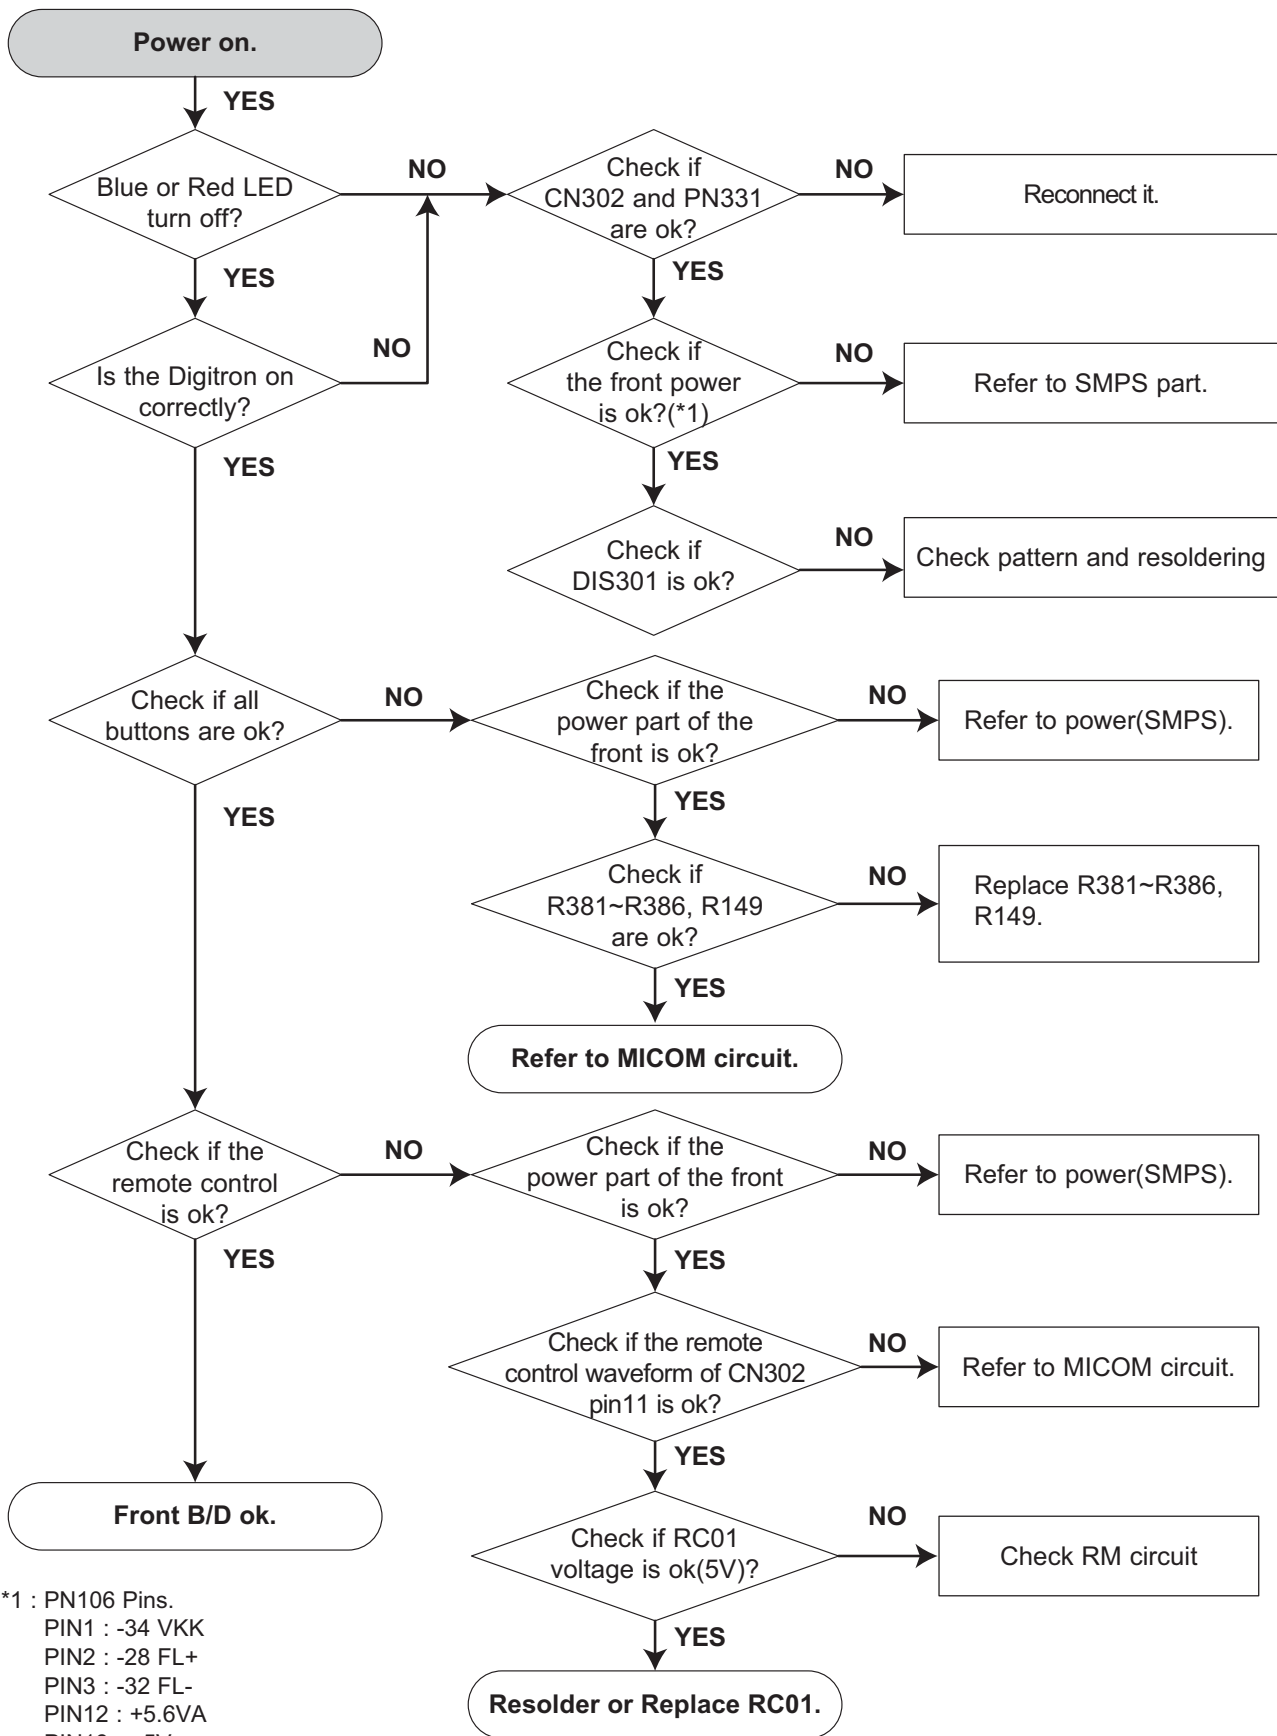 Power on.
YES
Blue or Red LED
turn off?
NO
Check if
CN302 and PN331
are ok?
NO
Reconnect it.
YES
YES
Is the Digitron on
correctly?
NO
Check if
the front power
is ok?(*1)
NO
Refer to SMPS part.
YES
YES
Check if
DIS301 is ok?
NO
Check pattern and resoldering
Check if all
buttons are ok?
NO
Check if the
power part of the
front is ok?
NO
Refer to power(SMPS).
YES
YES
Check if
R381~R386, R149
are ok?
NO
Replace R381~R386,
R149.
YES
Refer to MICOM circuit.
Check if the
remote control
is ok?
NO
Check if the
power part of the front
is ok?
NO
Refer to power(SMPS).
YES
YES
Check if the remote
control waveform of CN302
pin11 is ok?
NO
Refer to MICOM circuit.
YES
Front B/D ok.
Check if RC01
voltage is ok(5V)?
NO
Check RM circuit
YES
Resolder or Replace RC01.
*1 : PN106 Pins.
PIN1 : -34 VKK
PIN2 : -28 FL+
PIN3 : -32 FL-
PIN12 : +5.6VA